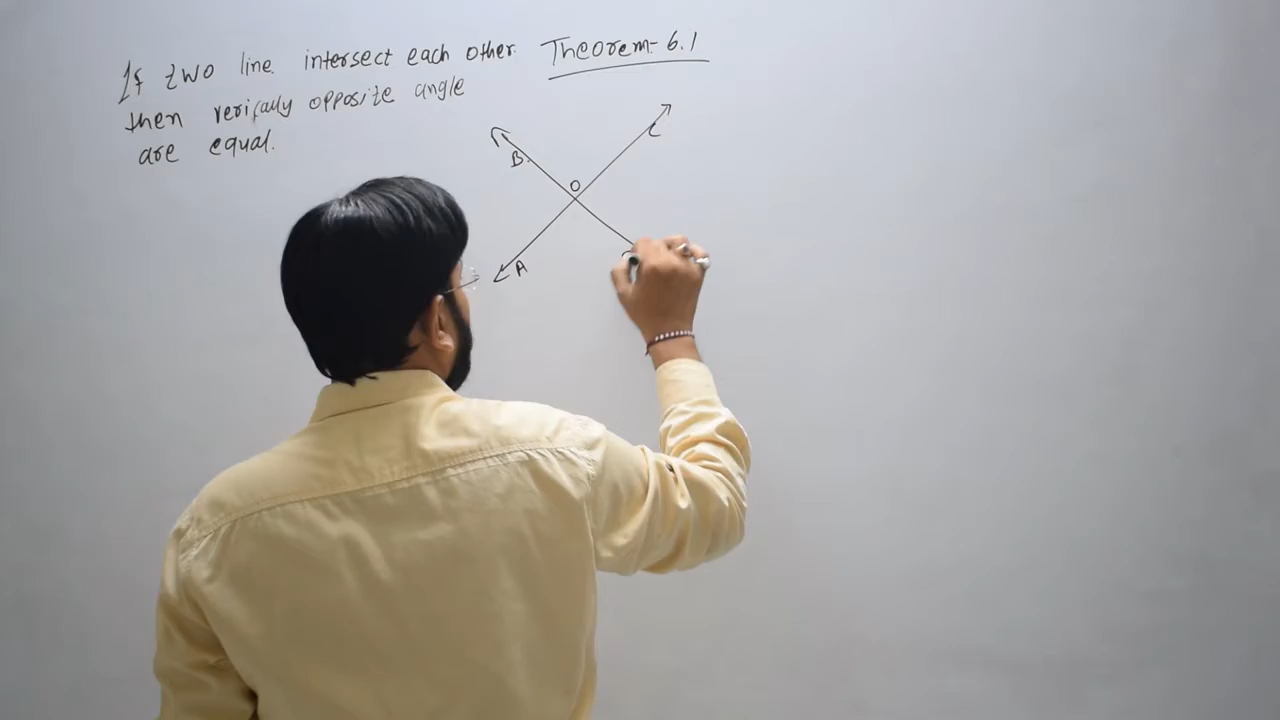 If two line intersect each other. Theorem-6.1
then verically opposite angle
are equal.
B.
C
O
A